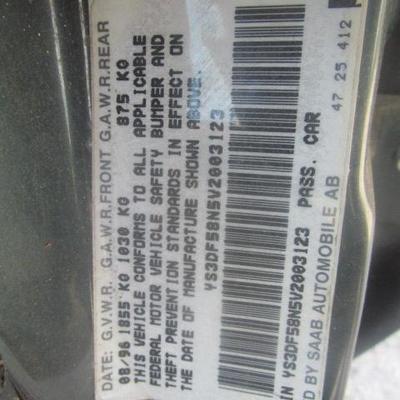 DATE: G.V.W.R. G.A.W.R.FRONT G.A.W.R.REAR
08/96 1855 KG 1030 KG 875 KG
THIS VEHICLE CONFORMS TO ALL APPLICABLE
FEDERAL MOTOR VEHICLE SAFETY BUMPER AND
THEFT PREVENTION STANDARDS IN EFFECT ON
THE DATE OF MANUFACTURE SHOWN ABOVE.
YS3DF58N5V2003123
IN YS3DF58N5V2003123 PASS. CAR
D BY SAAB AUTOMOBILE AB 47 25 412